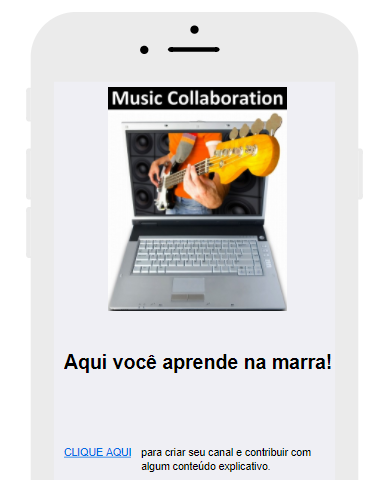 Music Collaboration
Aqui você aprende na marra!
CLIQUE AQUI para criar seu canal e contribuir com
algum conteúdo explicativo.